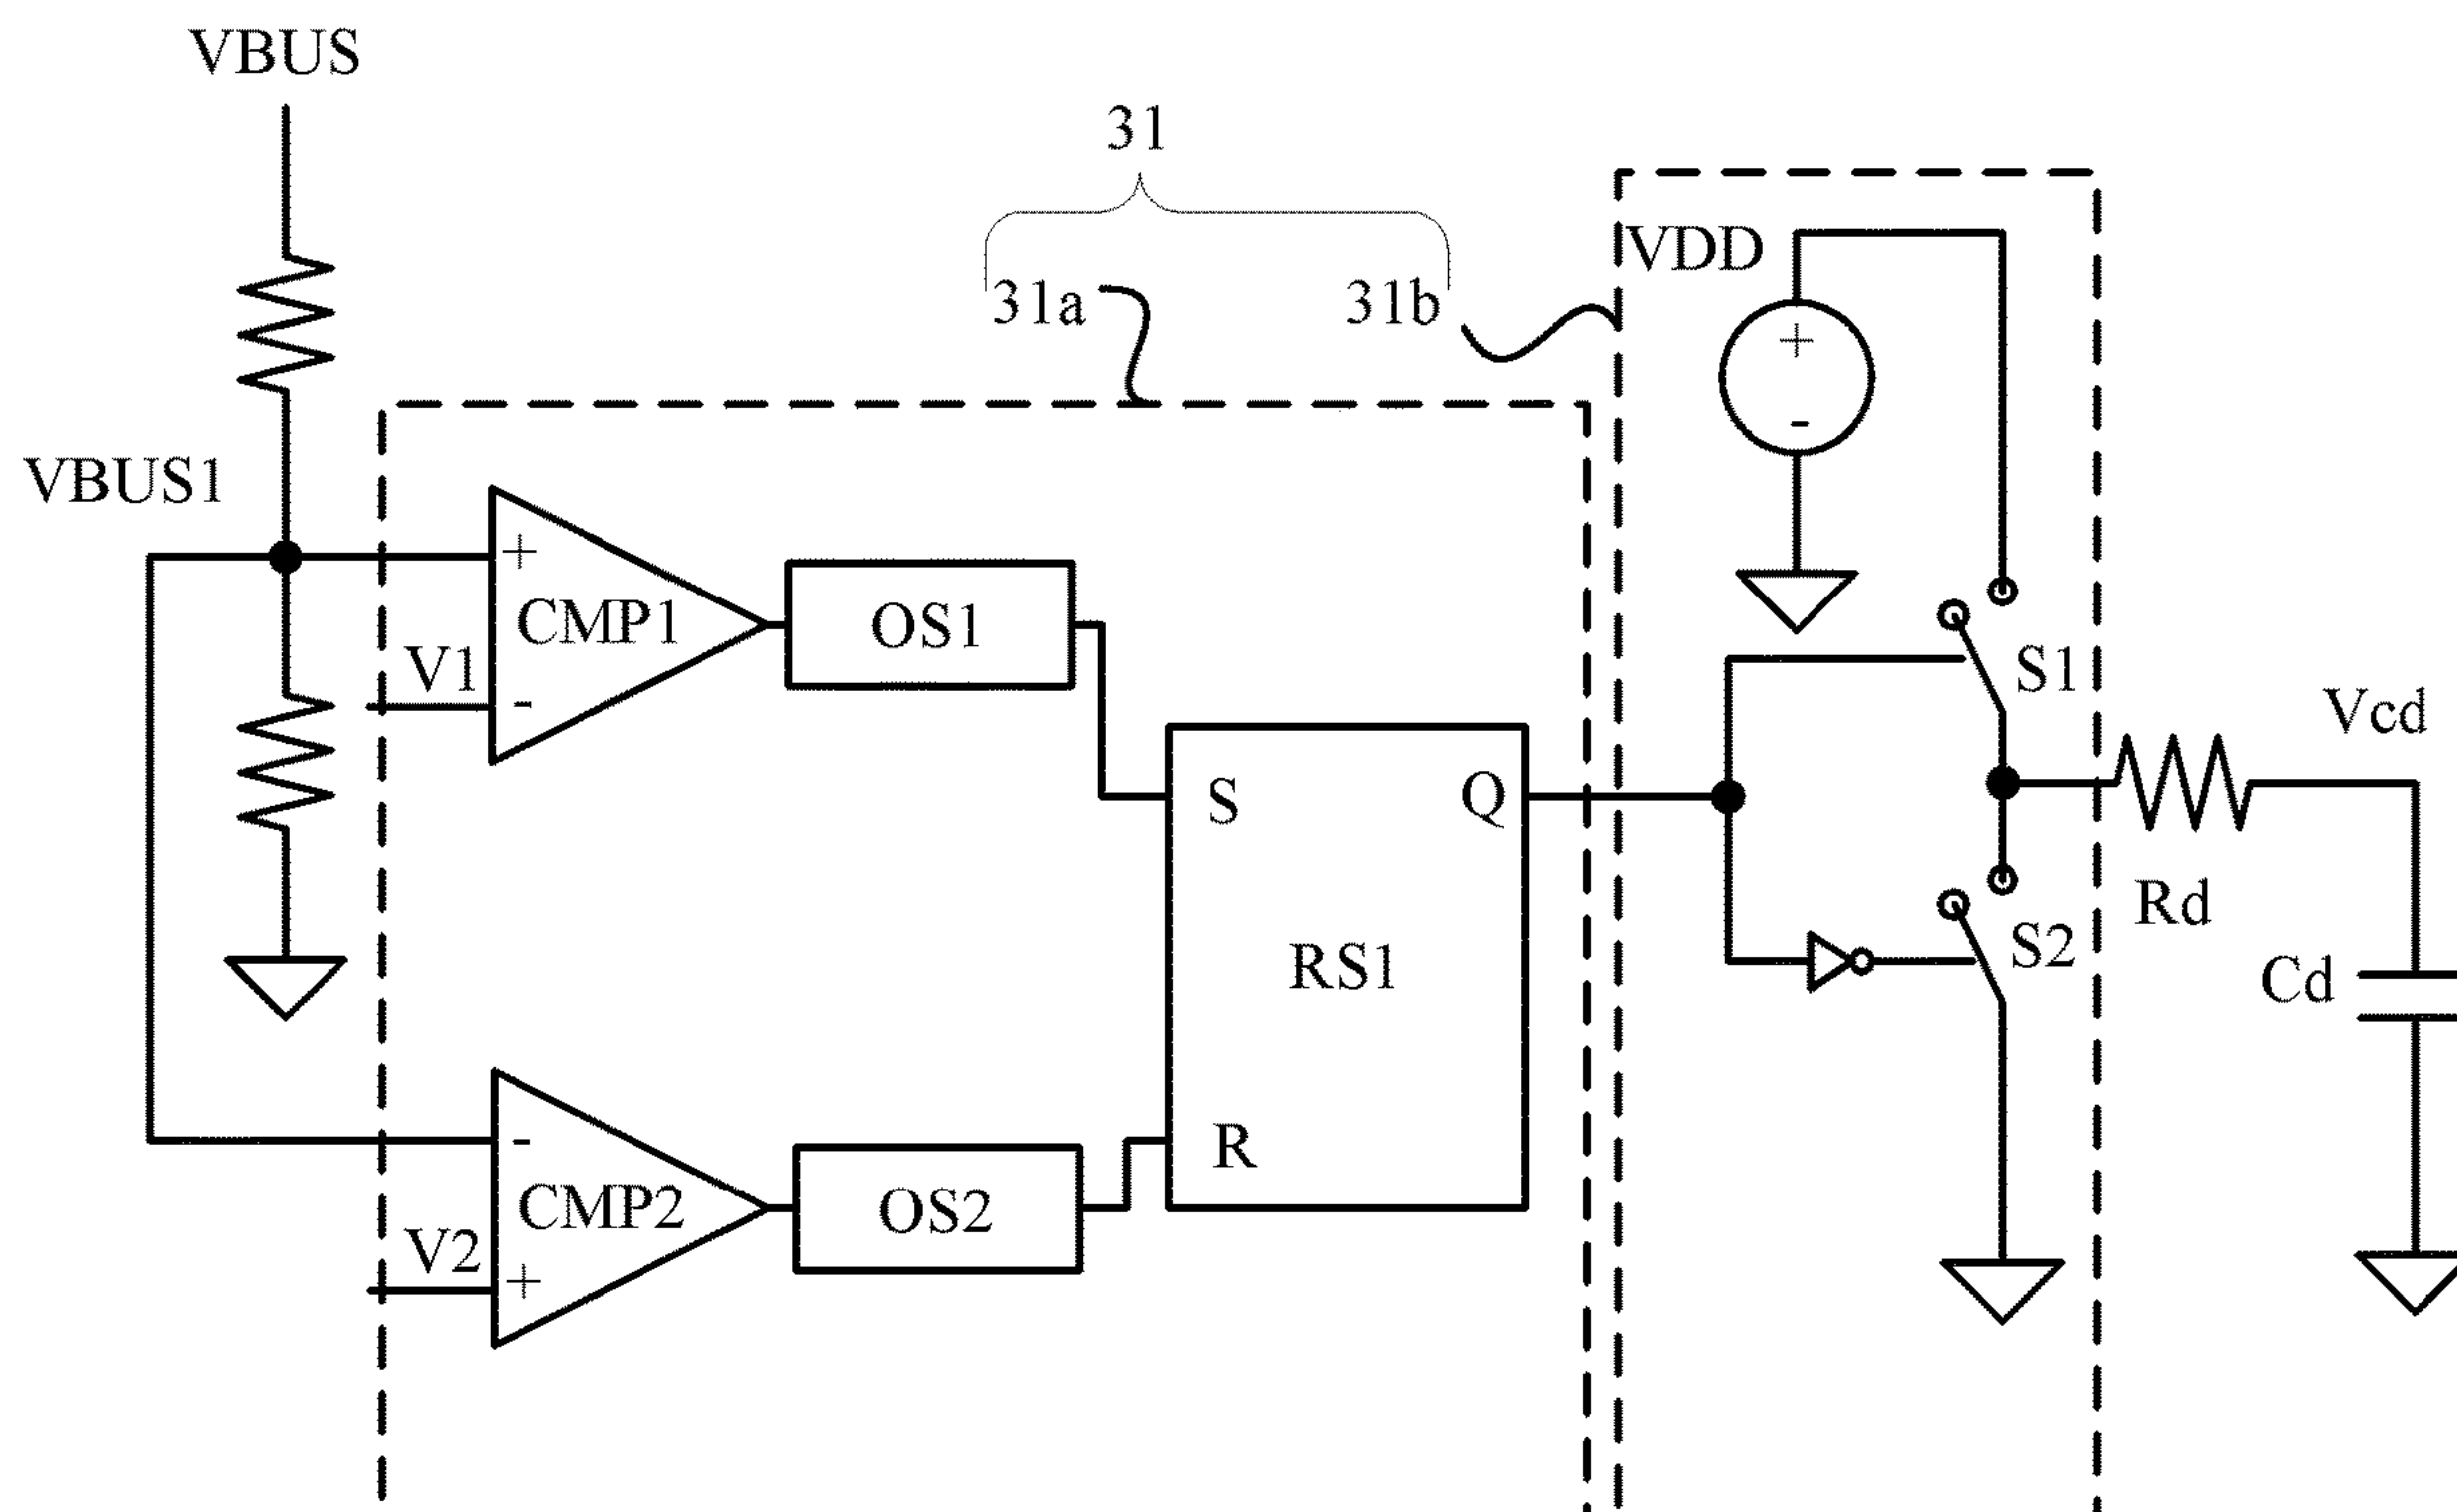 VBUS
31
31a
31b
VDD
+
-
VBUS1
+
CMP1
OS1
V1
-
S1
Vcd
S
Q
Rd
RS1
S2
Cd
-
R
CMP2
OS2
V2
+